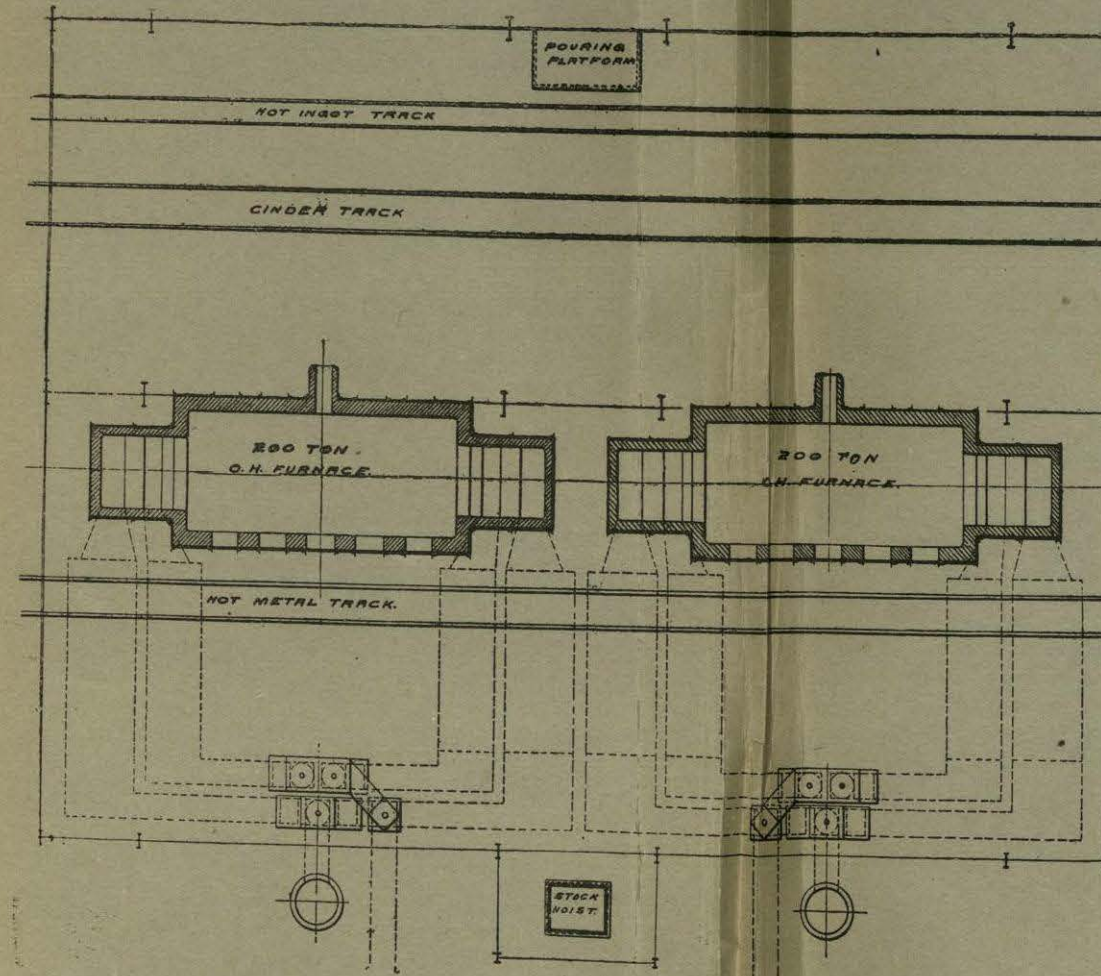 POURING
PLATFORM
HOT INGOT TRACK
CINDER TRACK
200 TON.
O.H. FURNACE.
200 TON
O.H. FURNACE.
HOT METAL TRACK.
STOCK
HOIST.